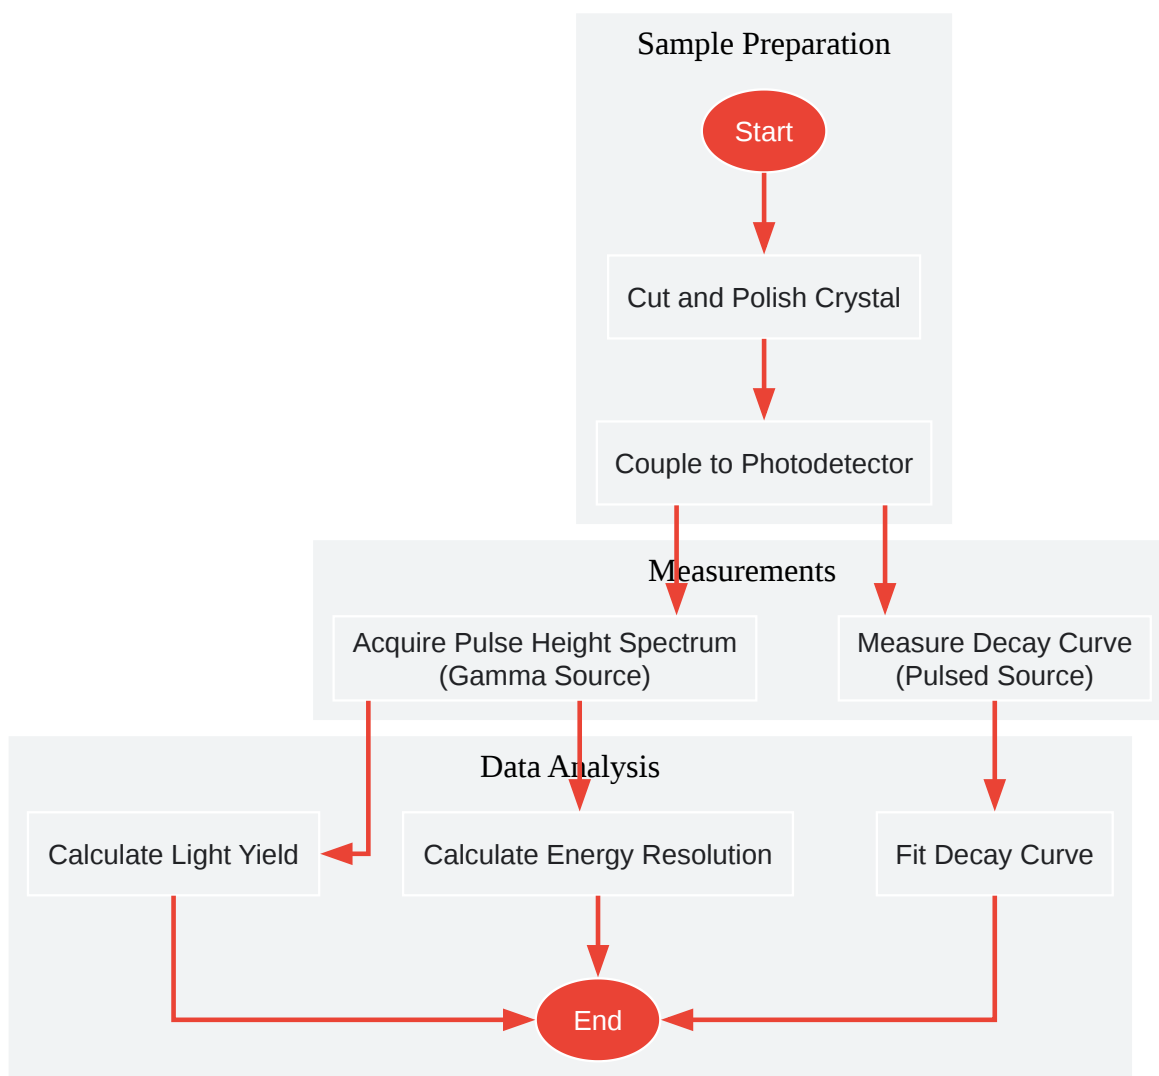 Sample Preparation
Start
Cut and Polish Crystal
Couple to Photodetector
Measurements
Acquire Pulse Height Spectrum
(Gamma Source)
Measure Decay Curve
(Pulsed Source)
Data Analysis
Calculate Light Yield
Calculate Energy Resolution
Fit Decay Curve
End